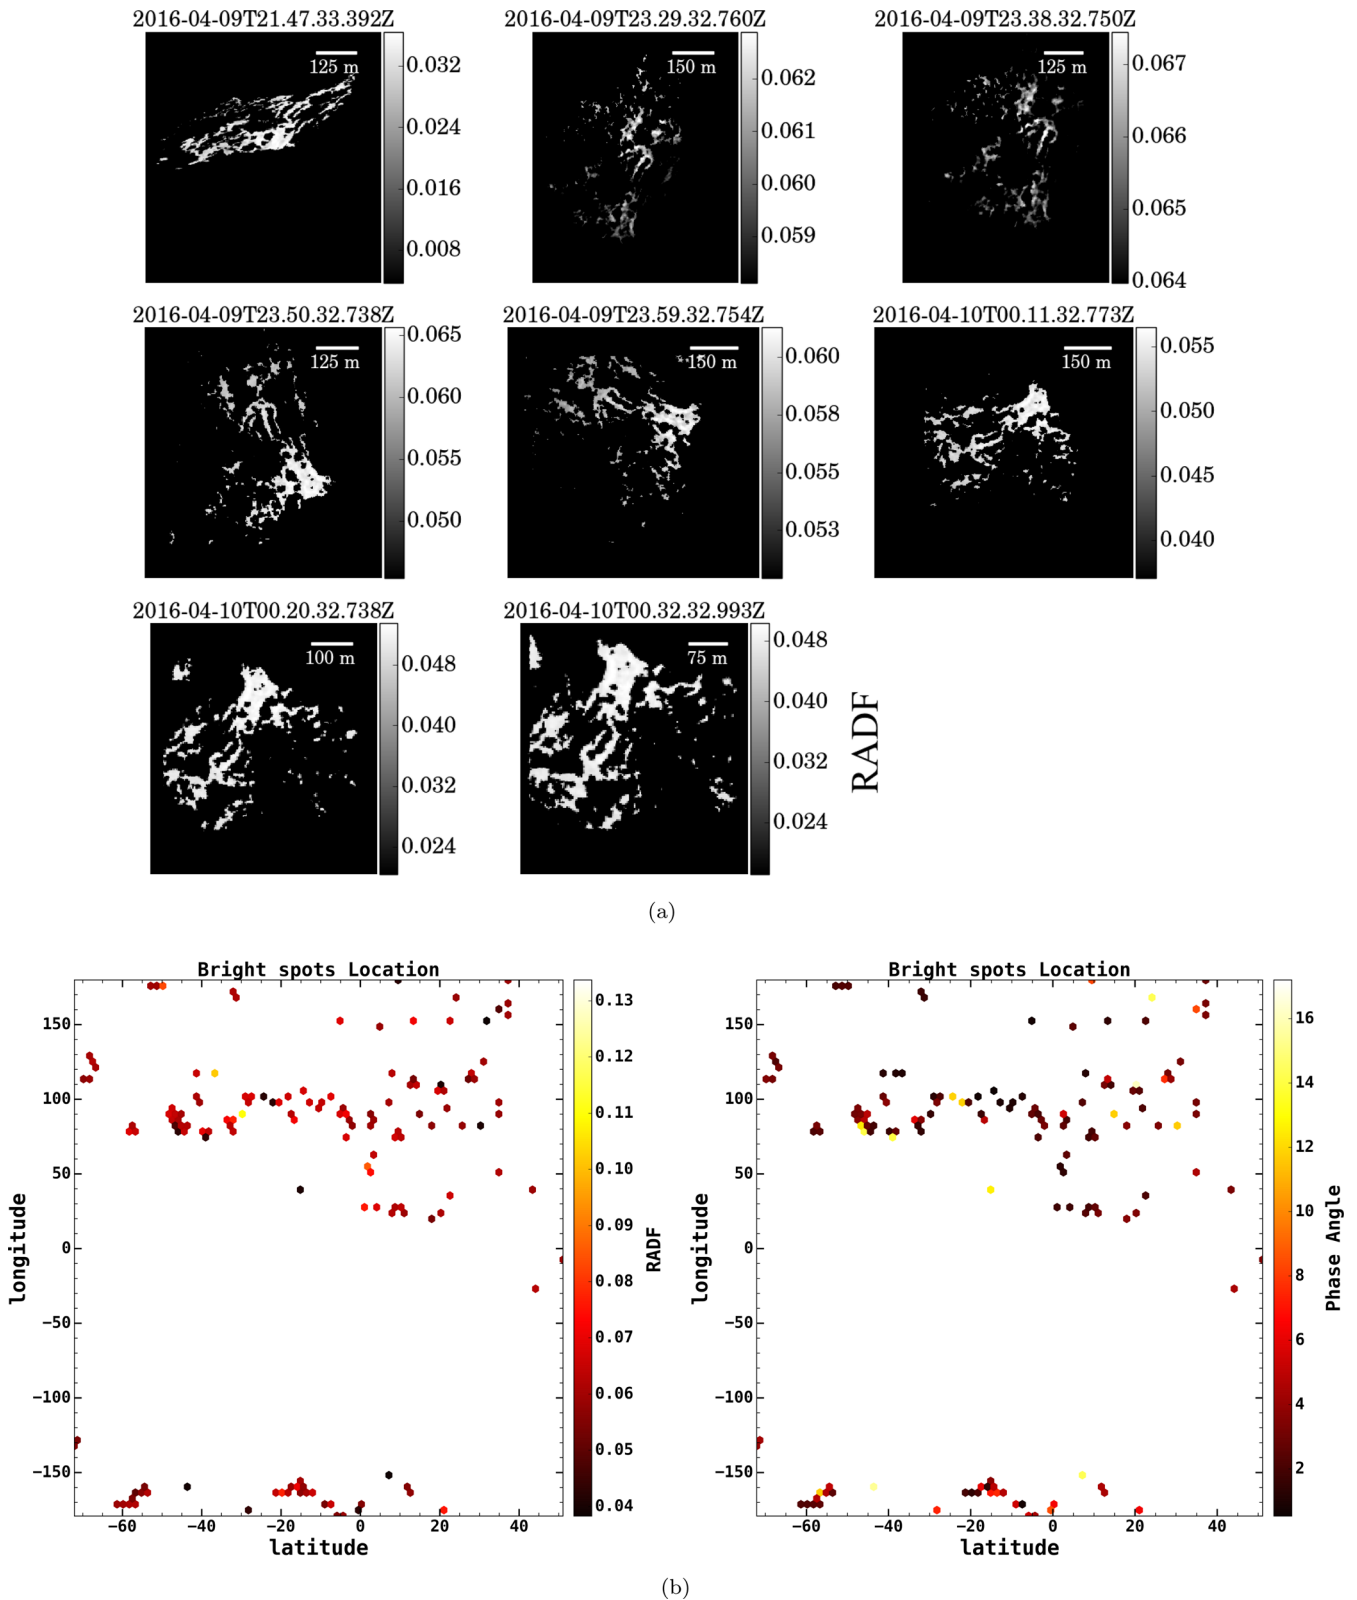 2016-04-09T21.47.33.392Z
125 m
0.032
0.024
0.016
0.008
2016-04-09T23.29.32.760Z
150 m
0.062
0.061
0.060
0.059
2016-04-09T23.38.32.750Z
125 m
0.067
0.066
0.065
0.064
2016-04-09T23.50.32.738Z
125 m
0.065
0.060
0.055
0.050
2016-04-09T23.59.32.754Z
150 m
0.060
0.058
0.055
0.053
2016-04-10T00.11.32.773Z
150 m
0.055
0.050
0.045
0.040
2016-04-10T00.20.32.738Z
100 m
0.048
0.040
0.032
0.024
2016-04-10T00.32.32.993Z
75 m
0.048
0.040
0.032
0.024
RADF
(a)
Bright spots Location
longitude
150
100
50
0
−50
−100
−150
−60 −40 −20 0 20 40
latitude
0.13
0.12
0.11
0.10
0.09
0.08
0.07
0.06
0.05
0.04
RADF
Bright spots Location
longitude
150
100
50
0
−50
−100
−150
−60 −40 −20 0 20 40
latitude
16
14
12
10
8
6
4
2
Phase Angle
(b)